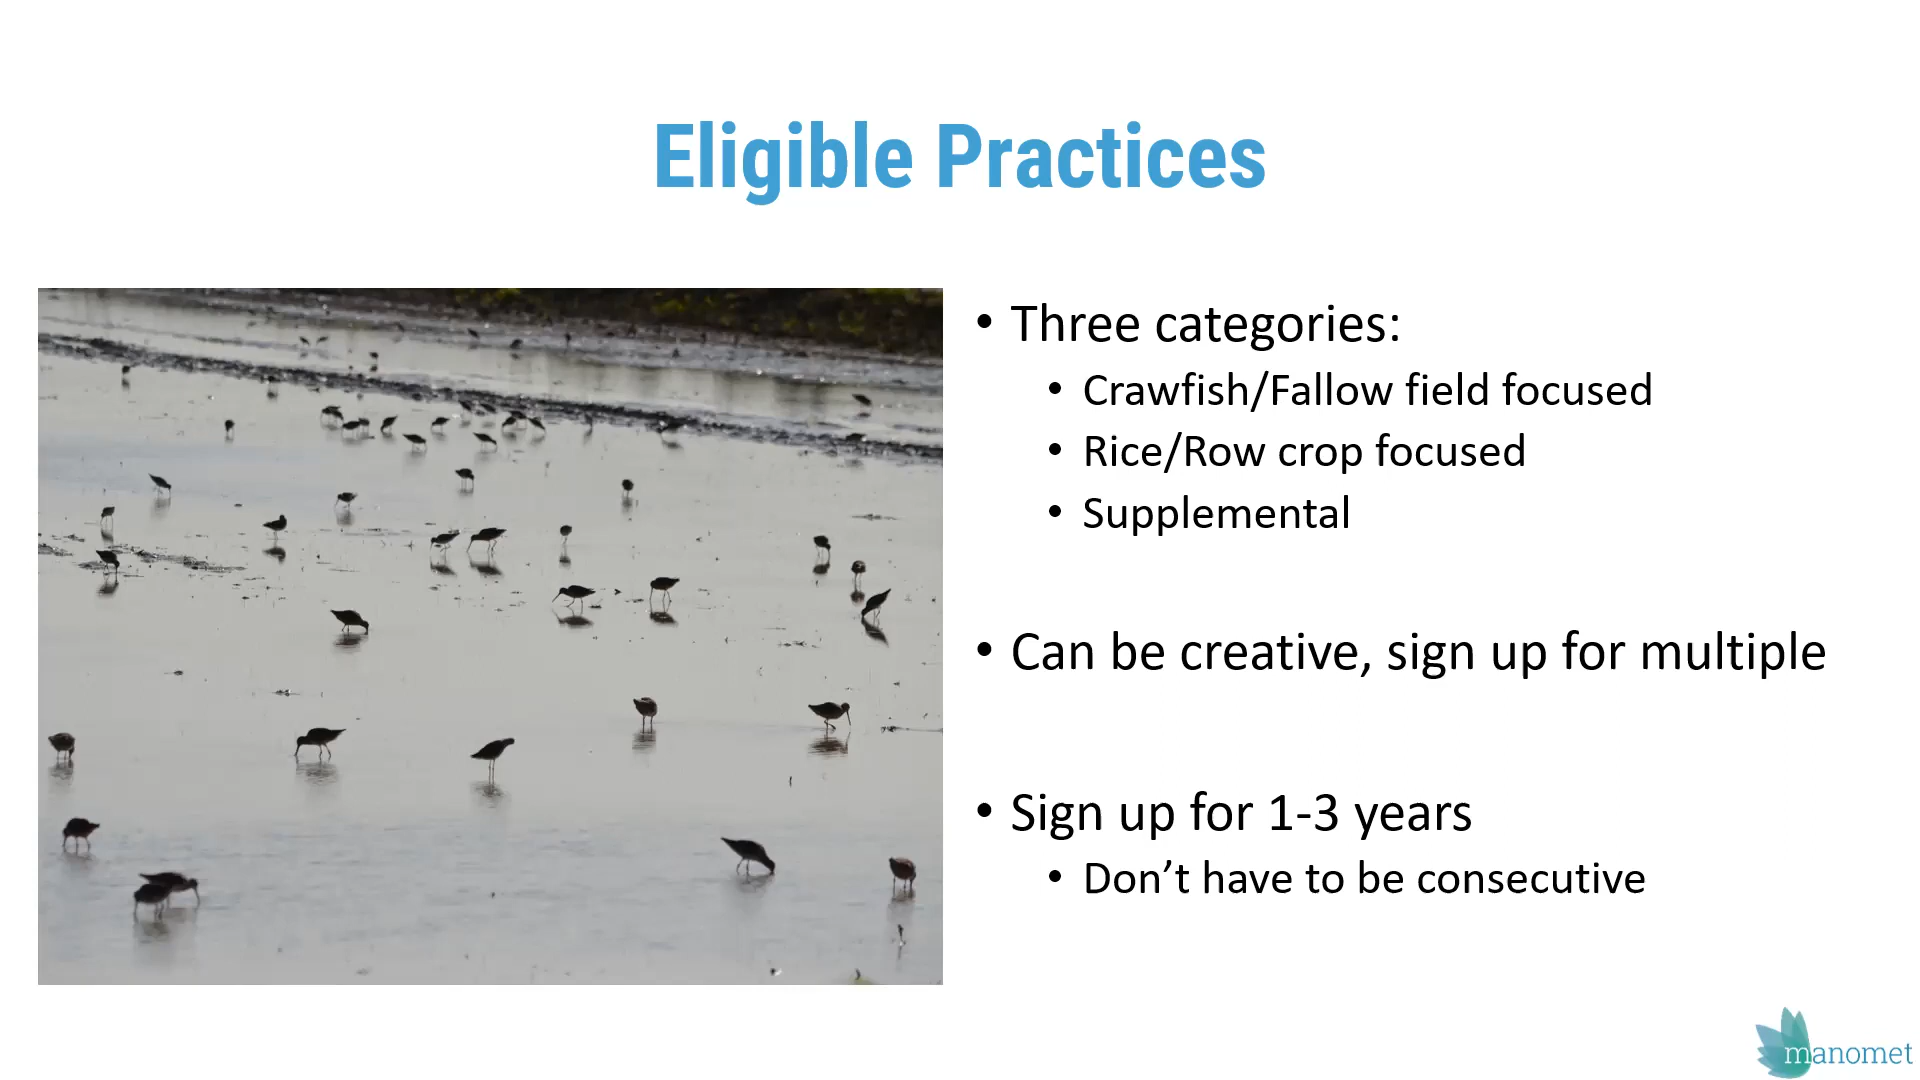 Eligible Practices
• Three categories:
• Crawfish/Fallow field focused
• Rice/Row crop focused
• Supplemental
• Can be creative, sign up for multiple
• Sign up for 1-3 years
• Don’t have to be consecutive
manomet